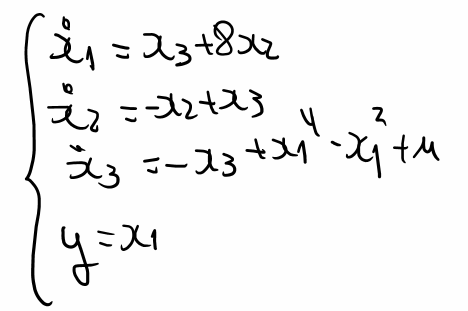 ẋ1 = x3+8x2
ẋ2 = -x2+x3
ẋ3 = -x3 +x1^4 - x1^2 + u
y = x1